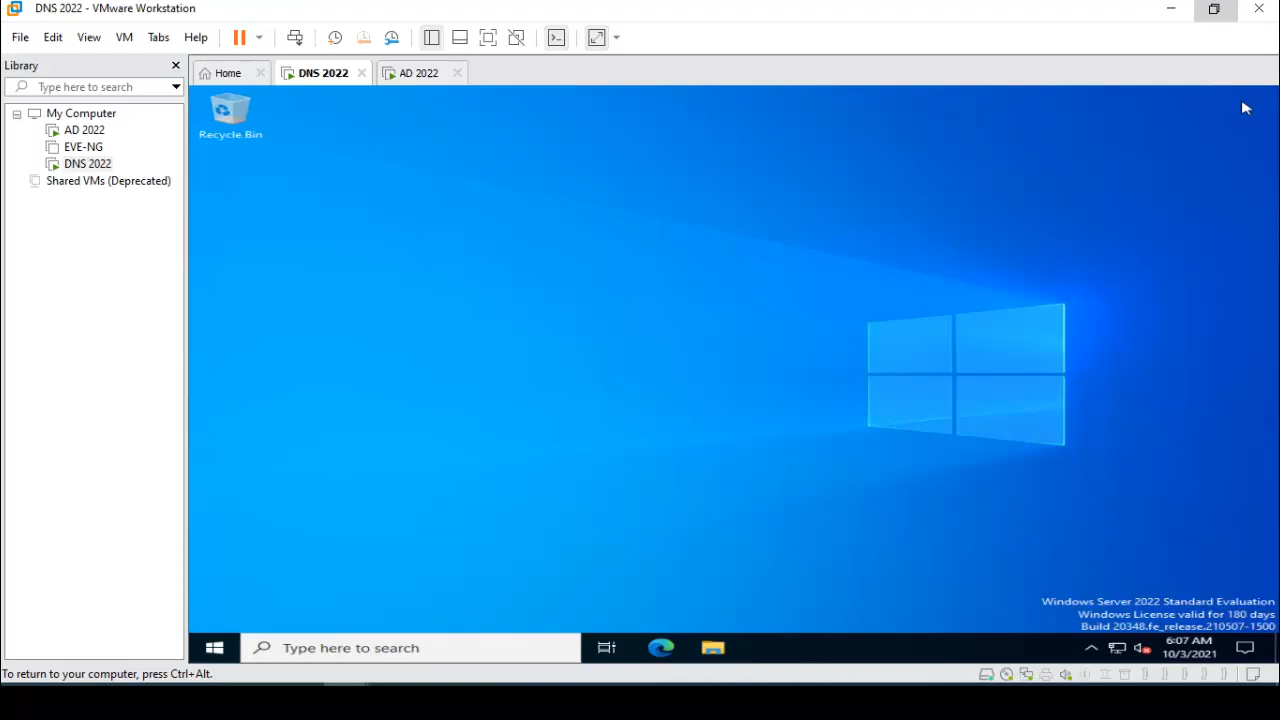 DNS 2022 - VMware Workstation
File Edit View VM Tabs Help
Library
Type here to search
My Computer
AD 2022
EVE-NG
DNS 2022
Shared VMs (Deprecated)
Home
DNS 2022
AD 2022
Recycle Bin
Windows Server 2022 Standard Evaluation
Windows License valid for 180 days
Build 20348.fe_release.210507-1500
Type here to search
6:07 AM
10/3/2021
To return to your computer, press Ctrl+Alt.